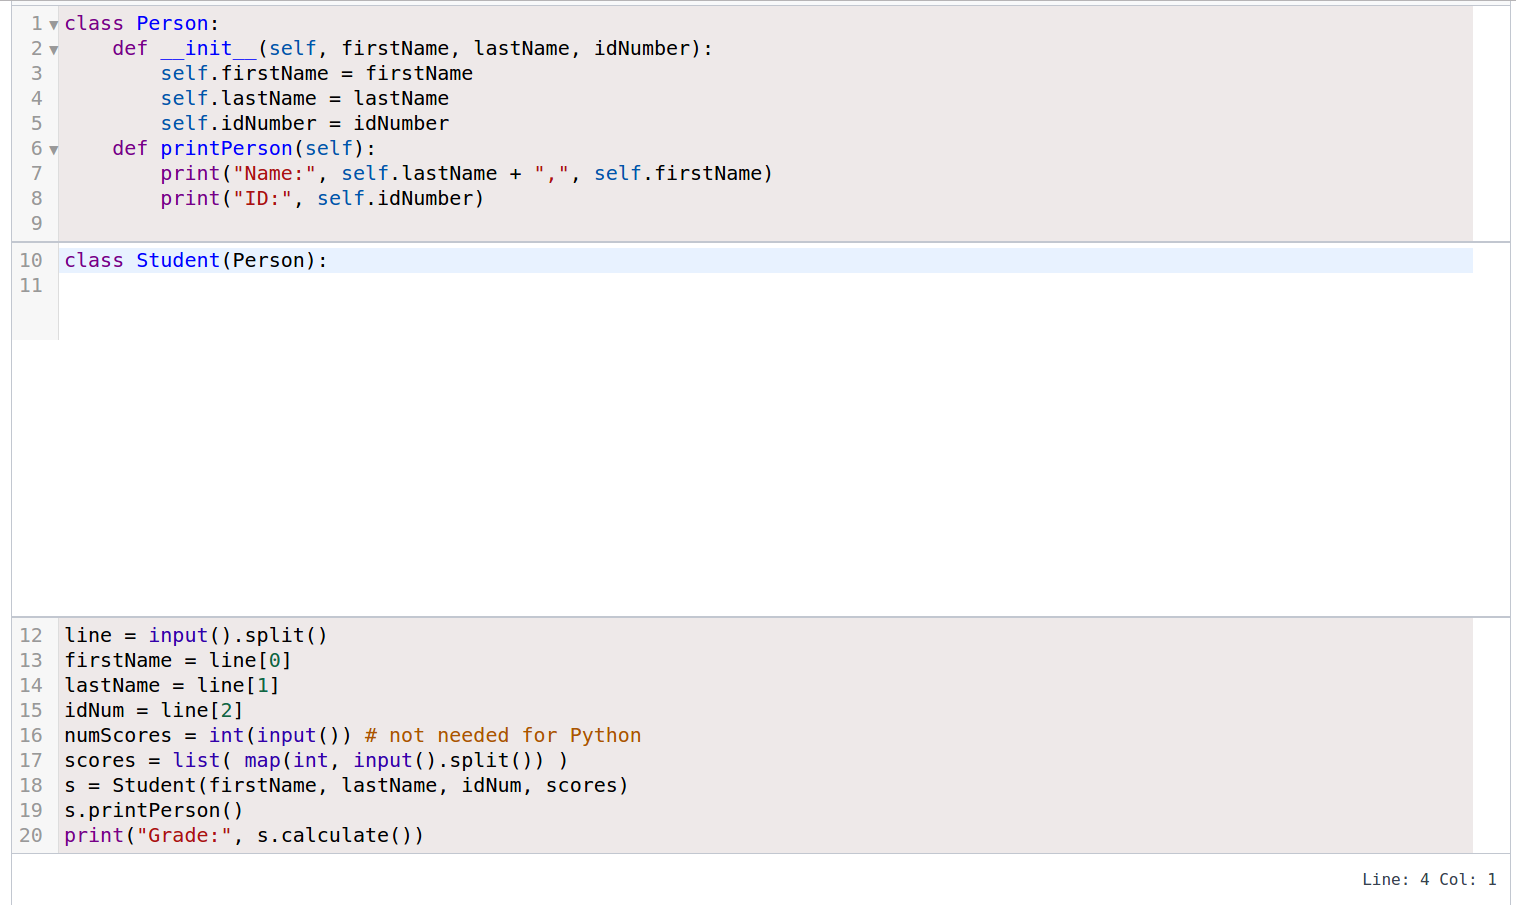 1 class Person:
2     def __init__(self, firstName, lastName, idNumber):
3         self.firstName = firstName
4         self.lastName = lastName
5         self.idNumber = idNumber
6     def printPerson(self):
7         print("Name:", self.lastName + ",", self.firstName)
8         print("ID:", self.idNumber)
9
10 class Student(Person):
11
12 line = input().split()
13 firstName = line[0]
14 lastName = line[1]
15 idNum = line[2]
16 numScores = int(input()) # not needed for Python
17 scores = list( map(int, input().split()) )
18 s = Student(firstName, lastName, idNum, scores)
19 s.printPerson()
20 print("Grade:", s.calculate())
Line: 4 Col: 1